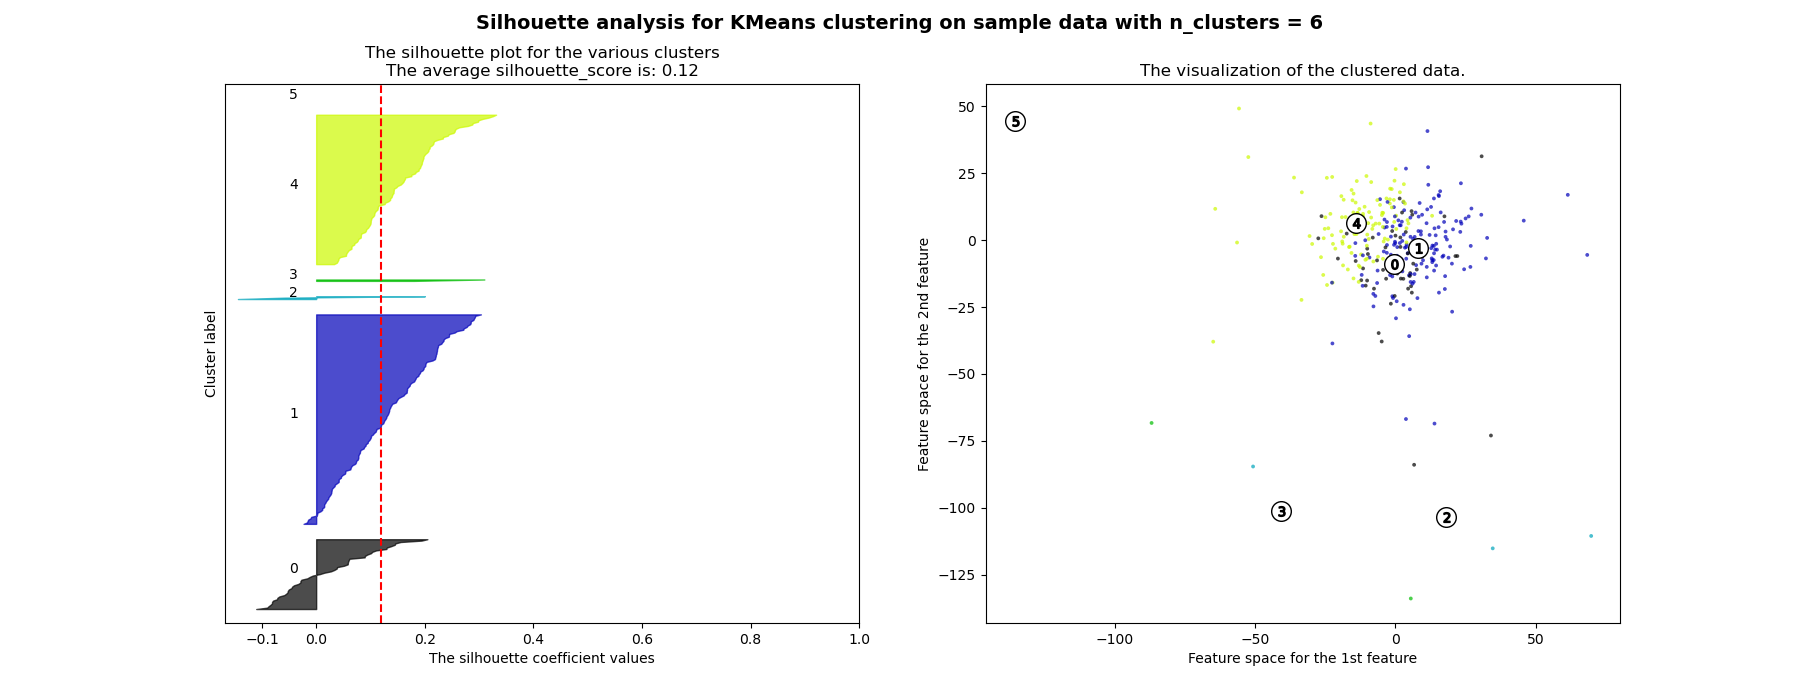 Silhouette analysis for KMeans clustering on sample data with n_clusters = 6
The silhouette plot for the various clusters
The average silhouette_score is: 0.12
5
4
3
2
1
0
Cluster label
−0.1 0.0 0.2 0.4 0.6 0.8 1.0
The silhouette coefficient values
The visualization of the clustered data.
50
25
0
−25
−50
−75
−100
−125
Feature space for the 2nd feature
5
4
1
0
3
2
−100 −50 0 50
Feature space for the 1st feature